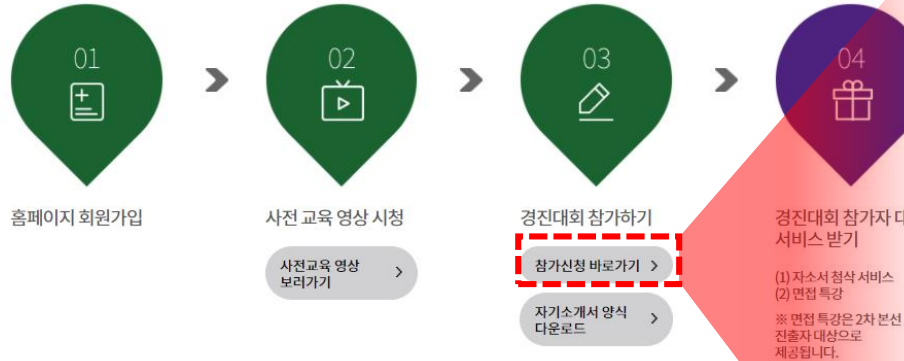 01
02
03
04
홈페이지 회원가입
사전 교육 영상 시청
사전교육 영상
보러가기
경진대회 참가하기
참가신청 바로가기
자기소개서 양식
다운로드
경진대회 참가자 대
서비스 받기
(1) 자소서 첨삭 서비스
(2) 면접 특강
※ 면접 특강은 2차 본선
진출자 대상으로
제공됩니다.